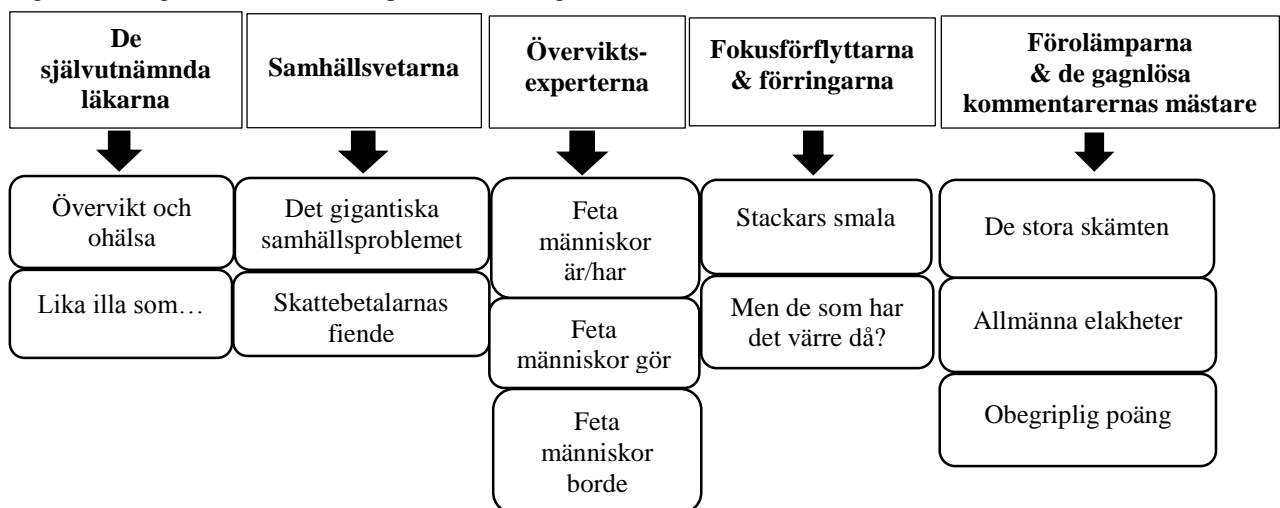 De
självutnämnda
läkarna
Samhällsvetarna
Övervikts-
experterna
Fokusförflyttarna
& förringarna
Förolämparna
& de gagnlösa
kommentarernas mästare
Övervikt och
ohälsa
Lika illa som…
Det gigantiska
samhällsproblemet
Skattebetalarnas
fiende
Feta
människor
är/har
Feta
människor gör
Feta
människor
borde
Stackars smala
Men de som har
det värre då?
De stora skämten
Allmänna elakheter
Obegriplig poäng